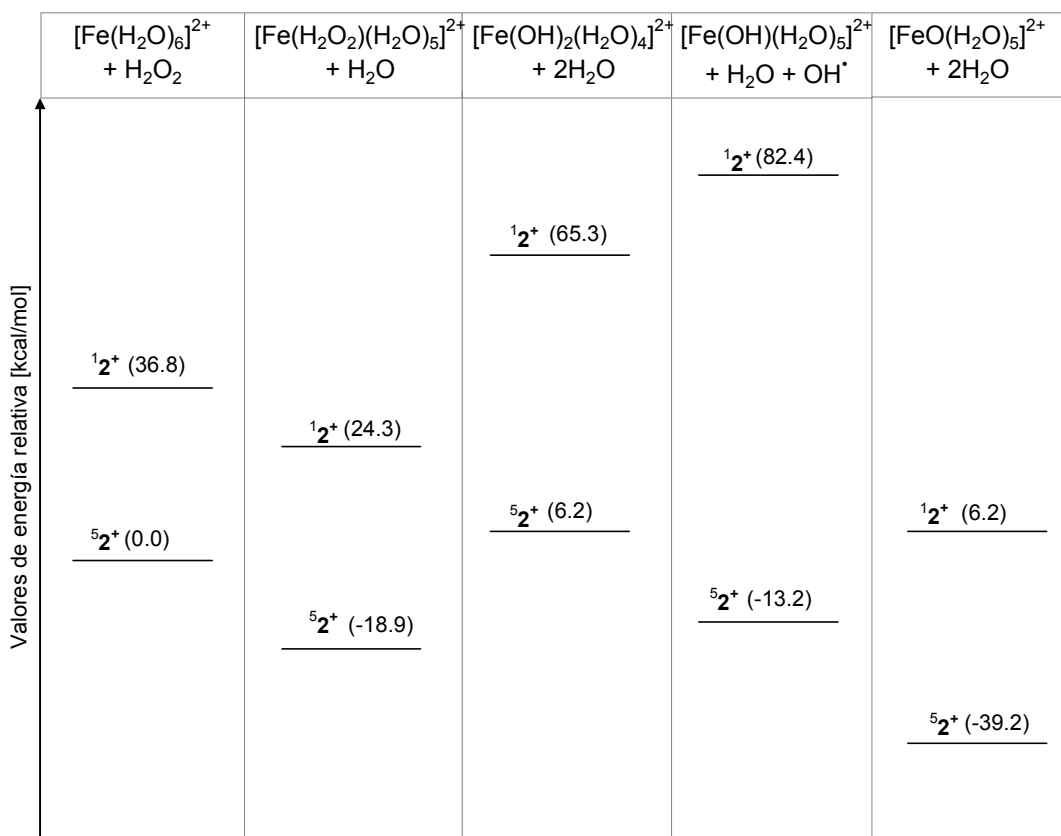 [Fe(H₂O)₆]²⁺
+ H₂O₂
[Fe(H₂O₂)(H₂O)₅]²⁺
+ H₂O
[Fe(OH)₂(H₂O)₄]²⁺
+ 2H₂O
[Fe(OH)(H₂O)₅]²⁺
+ H₂O + OH•
[FeO(H₂O)₅]²⁺
+ 2H₂O
Valores de energía relativa [kcal/mol]
¹2⁺ (36.8)
⁵2⁺ (0.0)
¹2⁺ (24.3)
⁵2⁺ (-18.9)
¹2⁺ (65.3)
⁵2⁺ (6.2)
¹2⁺ (82.4)
⁵2⁺ (-13.2)
¹2⁺ (6.2)
⁵2⁺ (-39.2)